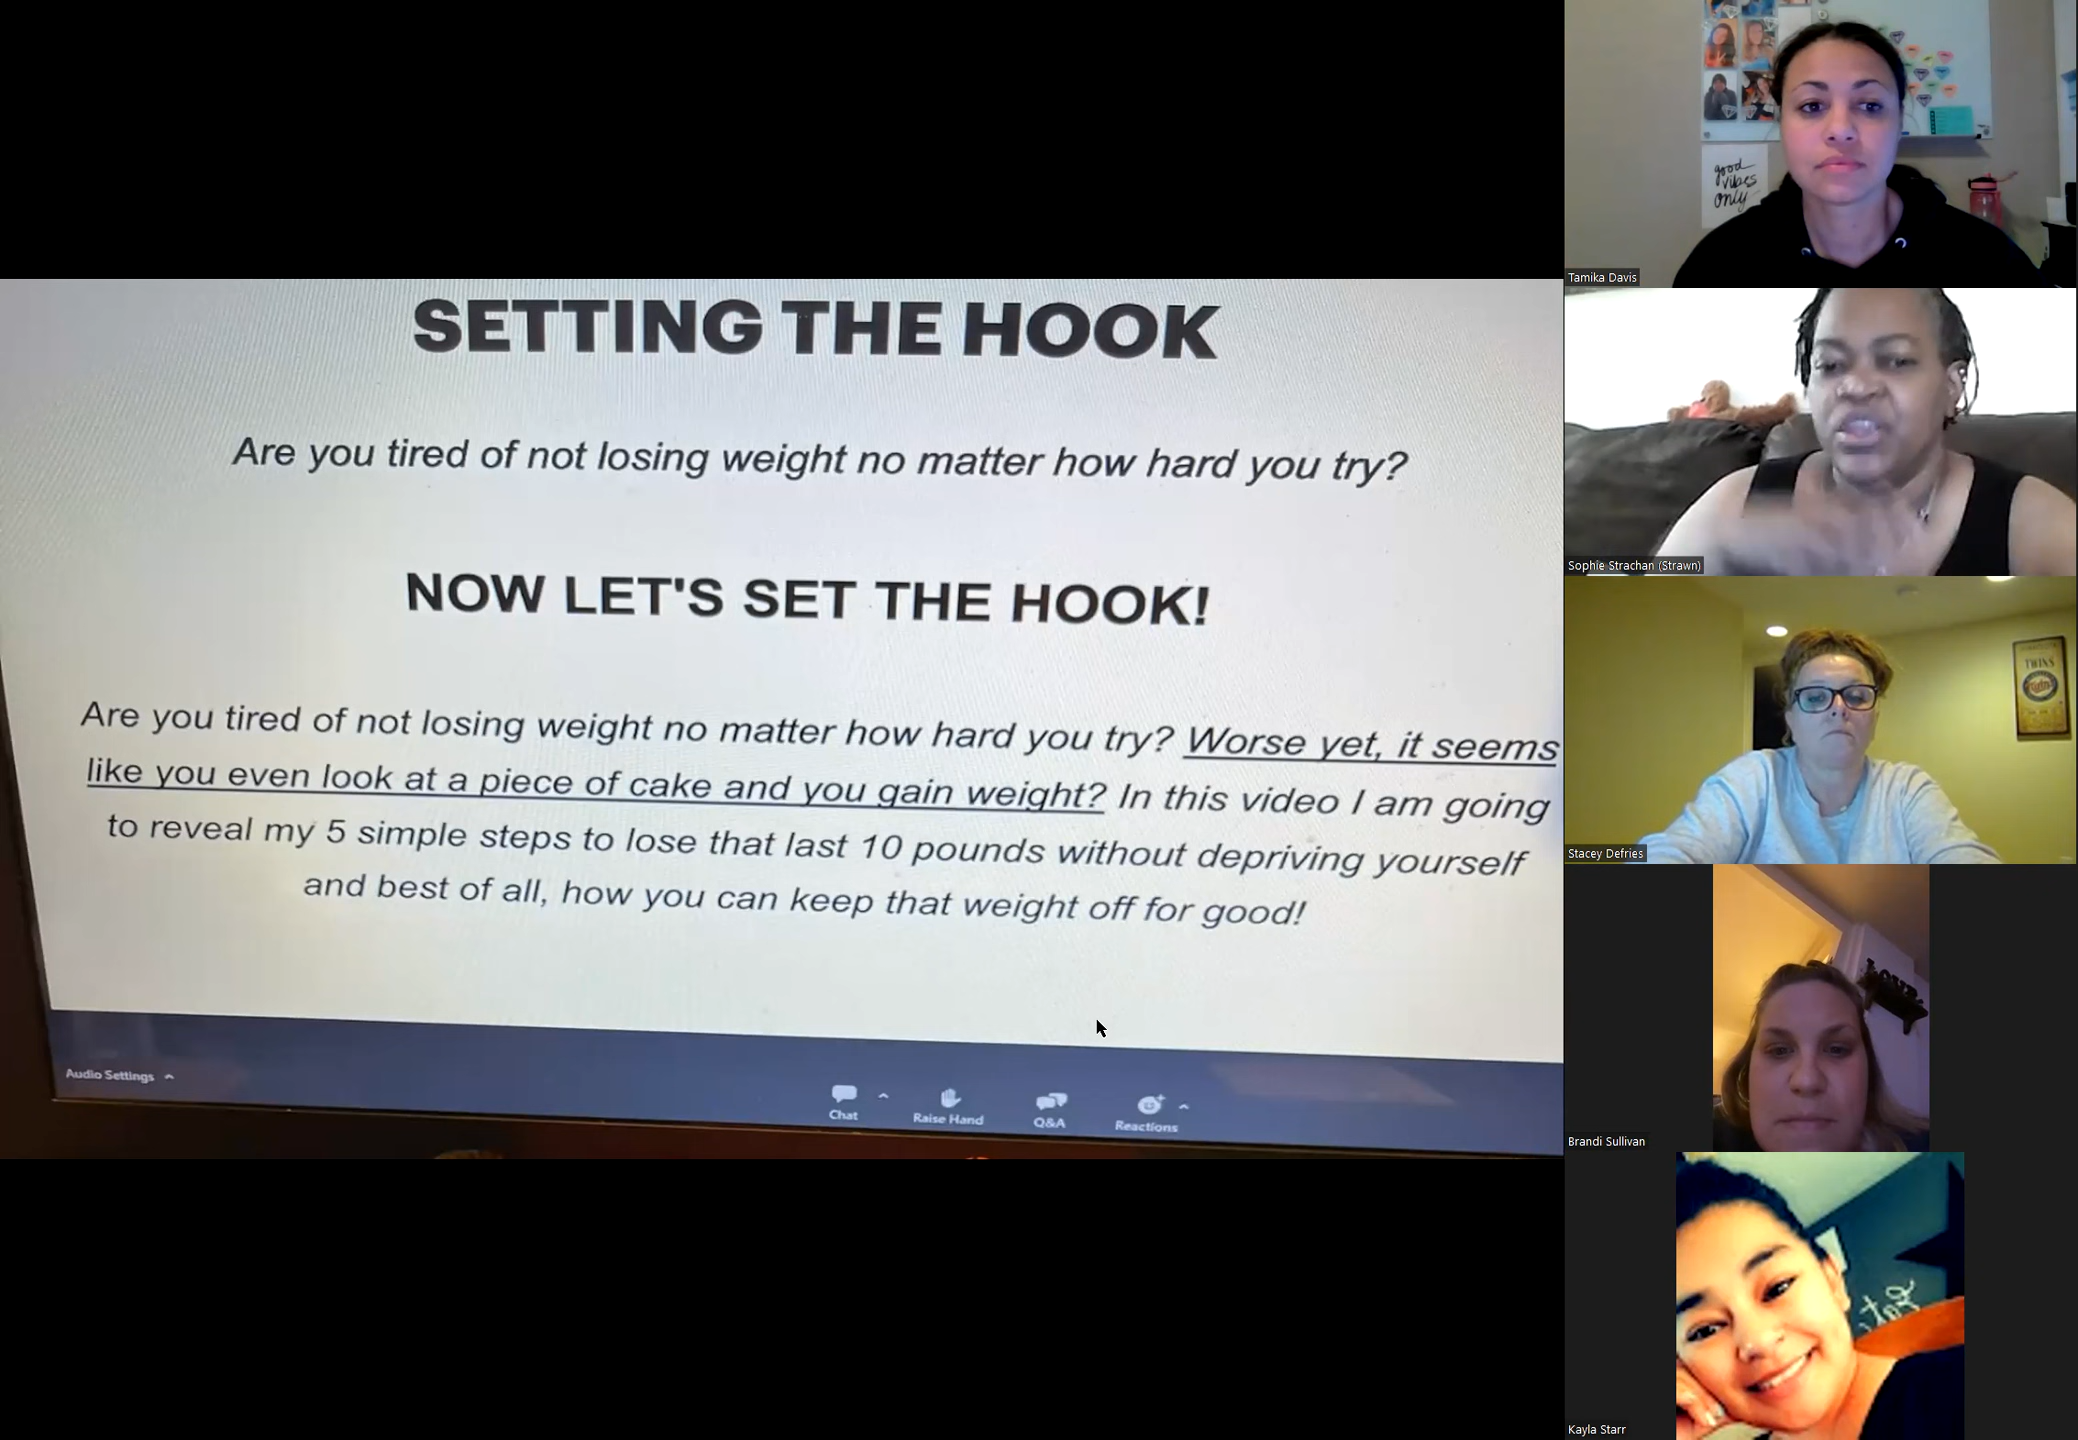 SETTING THE HOOK
Are you tired of not losing weight no matter how hard you try?
NOW LET'S SET THE HOOK!
Are you tired of not losing weight no matter how hard you try? Worse yet, it seems
like you even look at a piece of cake and you gain weight? In this video I am going
to reveal my 5 simple steps to lose that last 10 pounds without depriving yourself
and best of all, how you can keep that weight off for good!
Audio Settings
Chat
Raise Hand
Q&A
Reactions
good
vibes
only
Tamika Davis
Sophie Strachan (Strawn)
TWINS
Stacey Defries
Brandi Sullivan
Kayla Starr